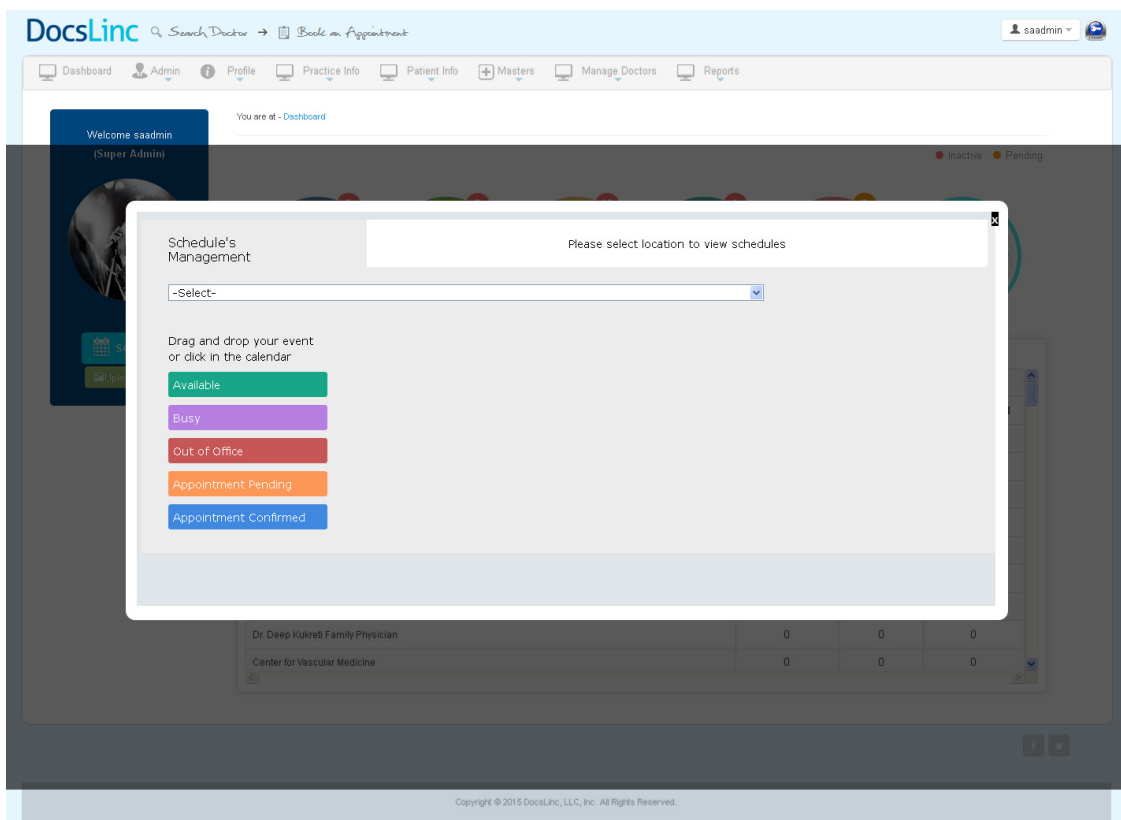 DocsLinc Search Doctor → Book an Appointment
saadmin
Dashboard Admin Profile Practice Info Patient Info Masters Manage Doctors Reports
You are at - Dashboard
Welcome saadmin
(Super Admin)
Inactive Pending
x
Schedule's
Management
Please select location to view schedules
-Select-
Drag and drop your event
or click in the calendar
Available
Busy
Out of Office
Appointment Pending
Appointment Confirmed
Dr. Deep Kukreti Family Physician 0 0 0
Center for Vascular Medicine 0 0 0
Copyright © 2015 DocsLinc, LLC, Inc. All Rights Reserved.